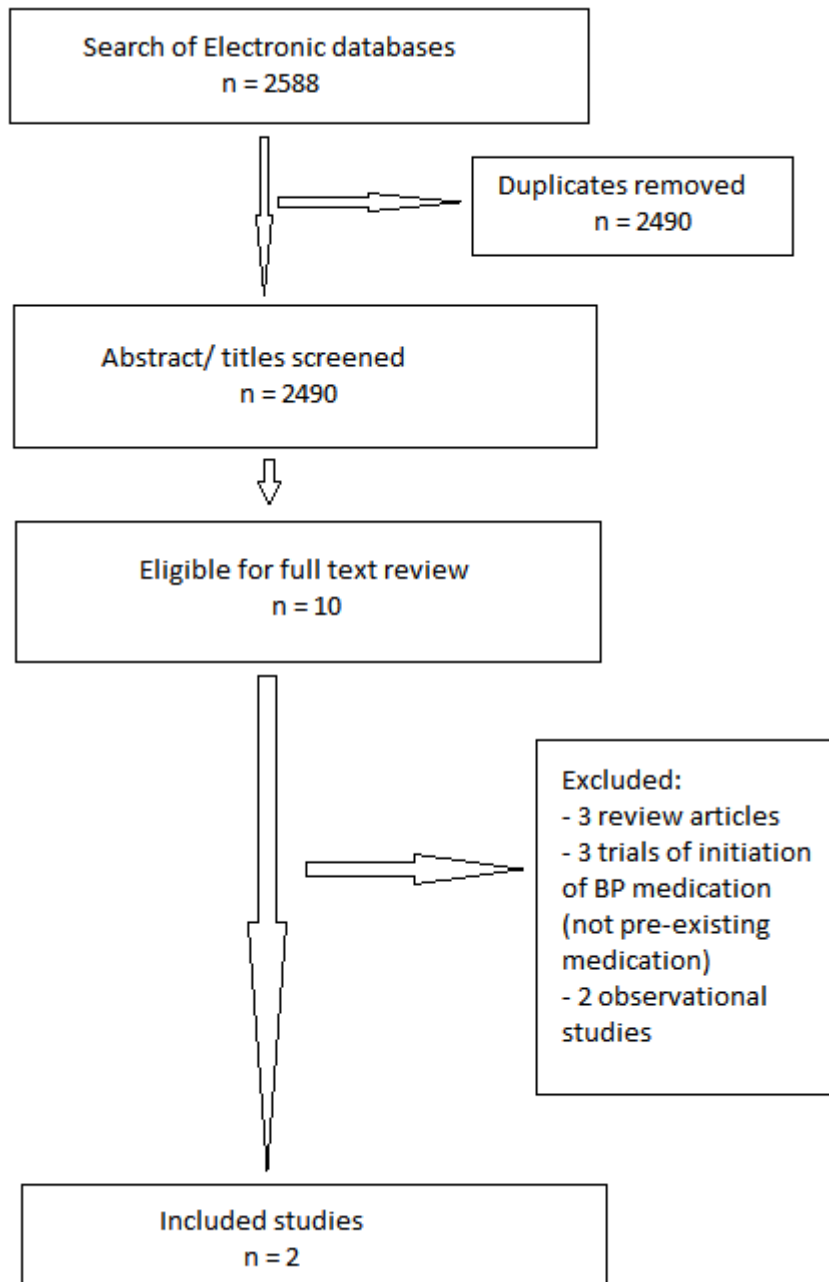 Search of Electronic databases
n = 2588
Duplicates removed
n = 2490
Abstract/ titles screened
n = 2490
Eligible for full text review
n = 10
Excluded:
- 3 review articles
- 3 trials of initiation
of BP medication
(not pre-existing
medication)
- 2 observational
studies
Included studies
n = 2